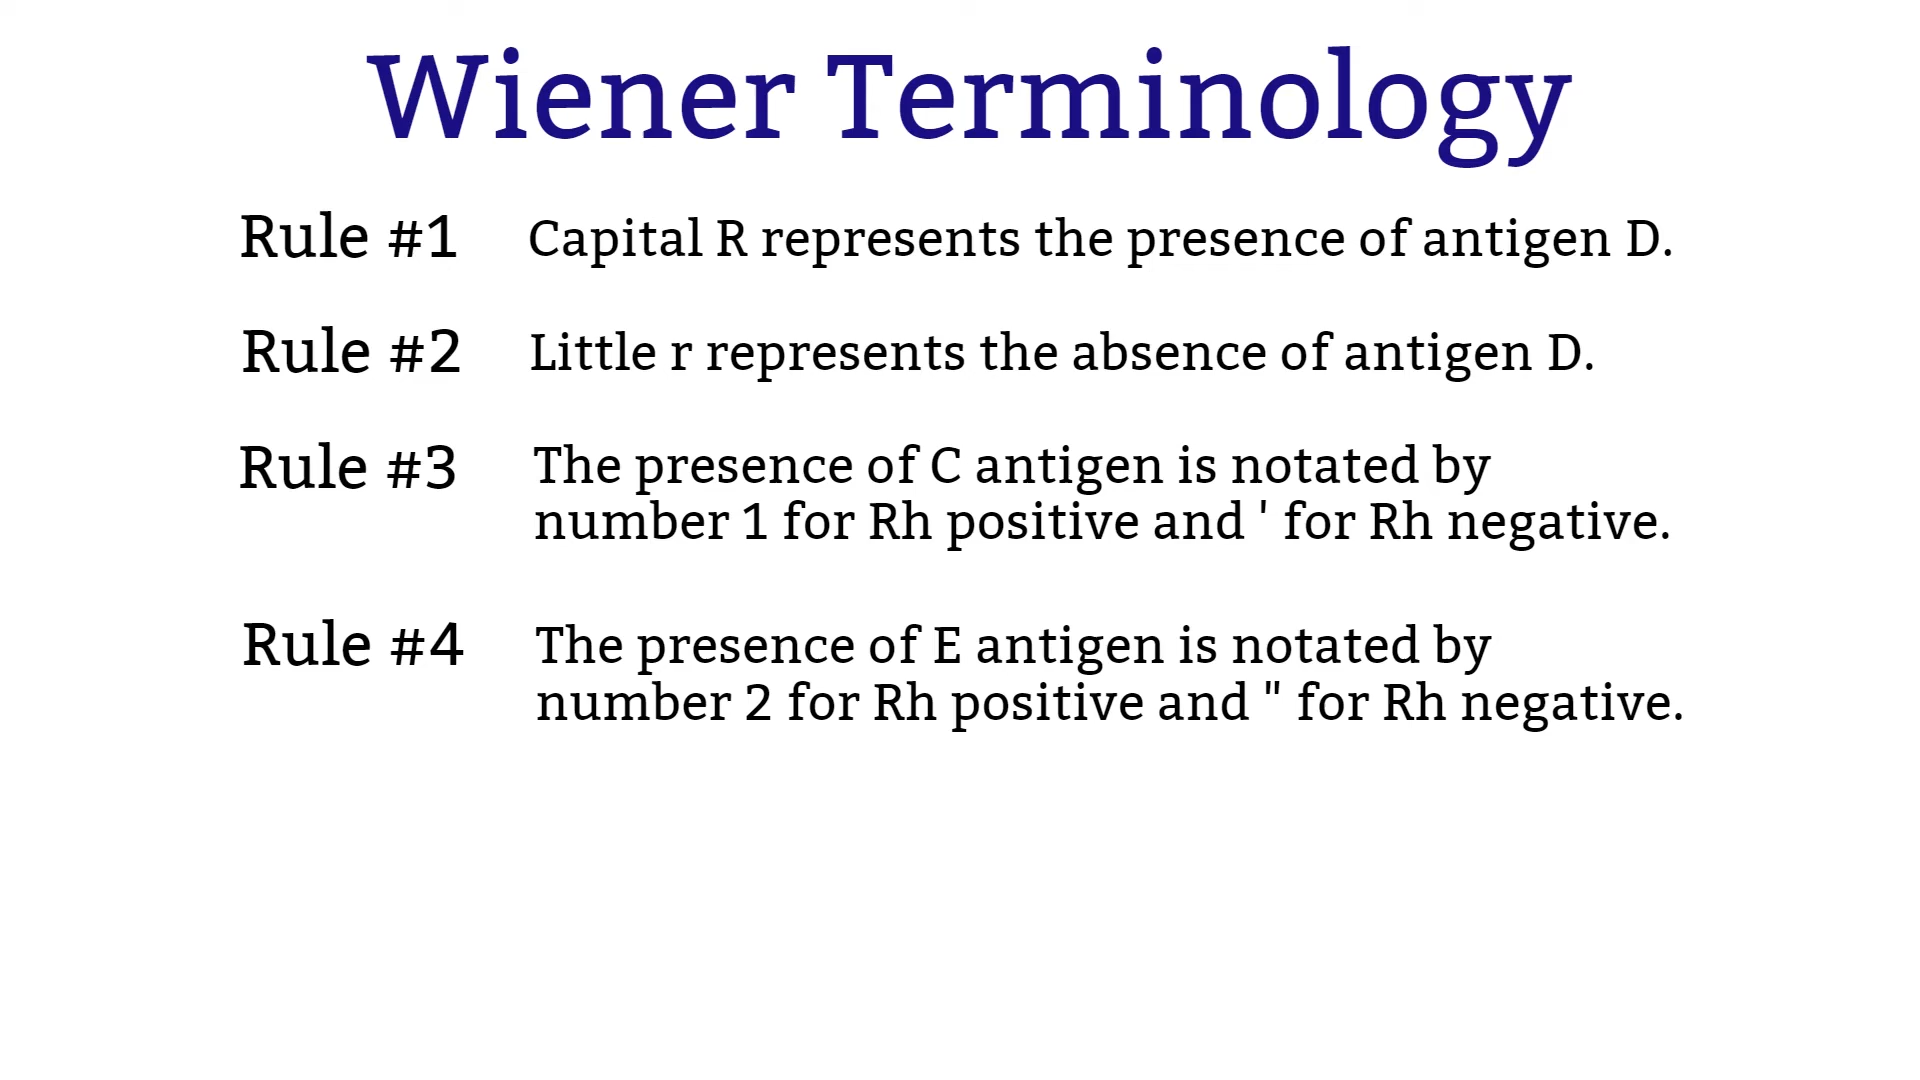 Wiener Terminology
Rule #1 Capital R represents the presence of antigen D.
Rule #2 Little r represents the absence of antigen D.
Rule #3 The presence of C antigen is notated by
number 1 for Rh positive and ' for Rh negative.
Rule #4 The presence of E antigen is notated by
number 2 for Rh positive and " for Rh negative.